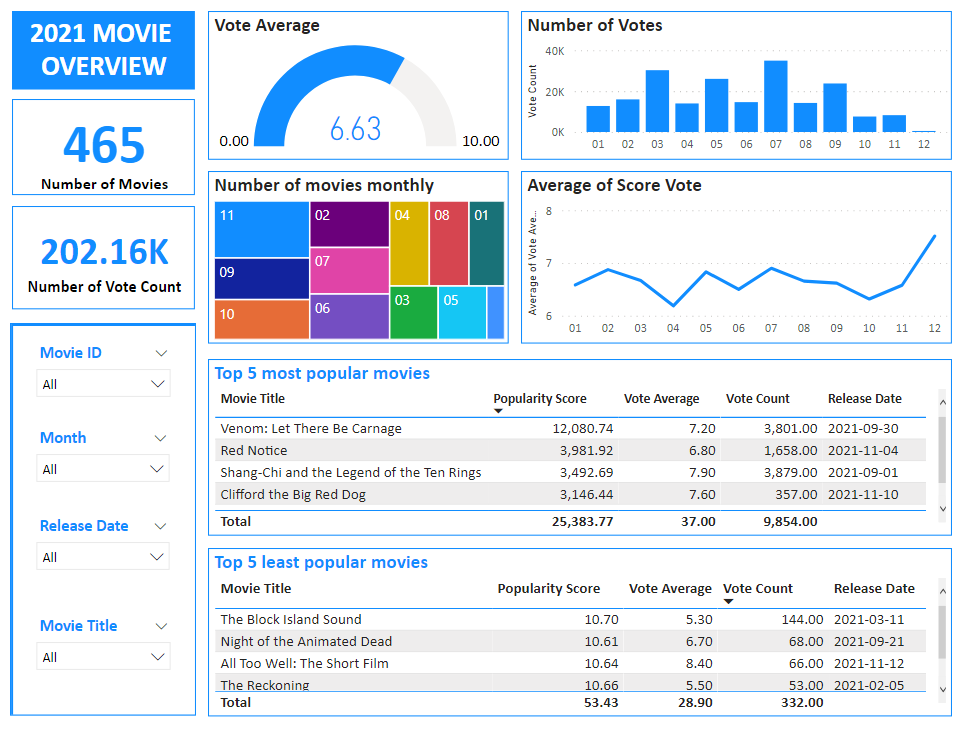 2021 MOVIE
OVERVIEW
465
Number of Movies
202.16K
Number of Vote Count
Movie ID
All
Month
All
Release Date
All
Movie Title
All
Vote Average
6.63
0.00
10.00
Number of Votes
Vote Count
40K
20K
0K
01 02 03 04 05 06 07 08 09 10 11 12
Number of movies monthly
11
09
10
02
07
06
04
08
01
03
05
Average of Score Vote
Average of Vote Ave...
8
7
6
01 02 03 04 05 06 07 08 09 10 11 12
Top 5 most popular movies
Movie Title Popularity Score Vote Average Vote Count Release Date
Venom: Let There Be Carnage 12,080.74 7.20 3,801.00 2021-09-30
Red Notice 3,981.92 6.80 1,658.00 2021-11-04
Shang-Chi and the Legend of the Ten Rings 3,492.69 7.90 3,879.00 2021-09-01
Clifford the Big Red Dog 3,146.44 7.60 357.00 2021-11-10
Total 25,383.77 37.00 9,854.00
Top 5 least popular movies
Movie Title Popularity Score Vote Average Vote Count Release Date
The Block Island Sound 10.70 5.30 144.00 2021-03-11
Night of the Animated Dead 10.61 6.70 68.00 2021-09-21
All Too Well: The Short Film 10.64 8.40 66.00 2021-11-12
The Reckoning 10.66 5.50 53.00 2021-02-05
Total 53.43 28.90 332.00